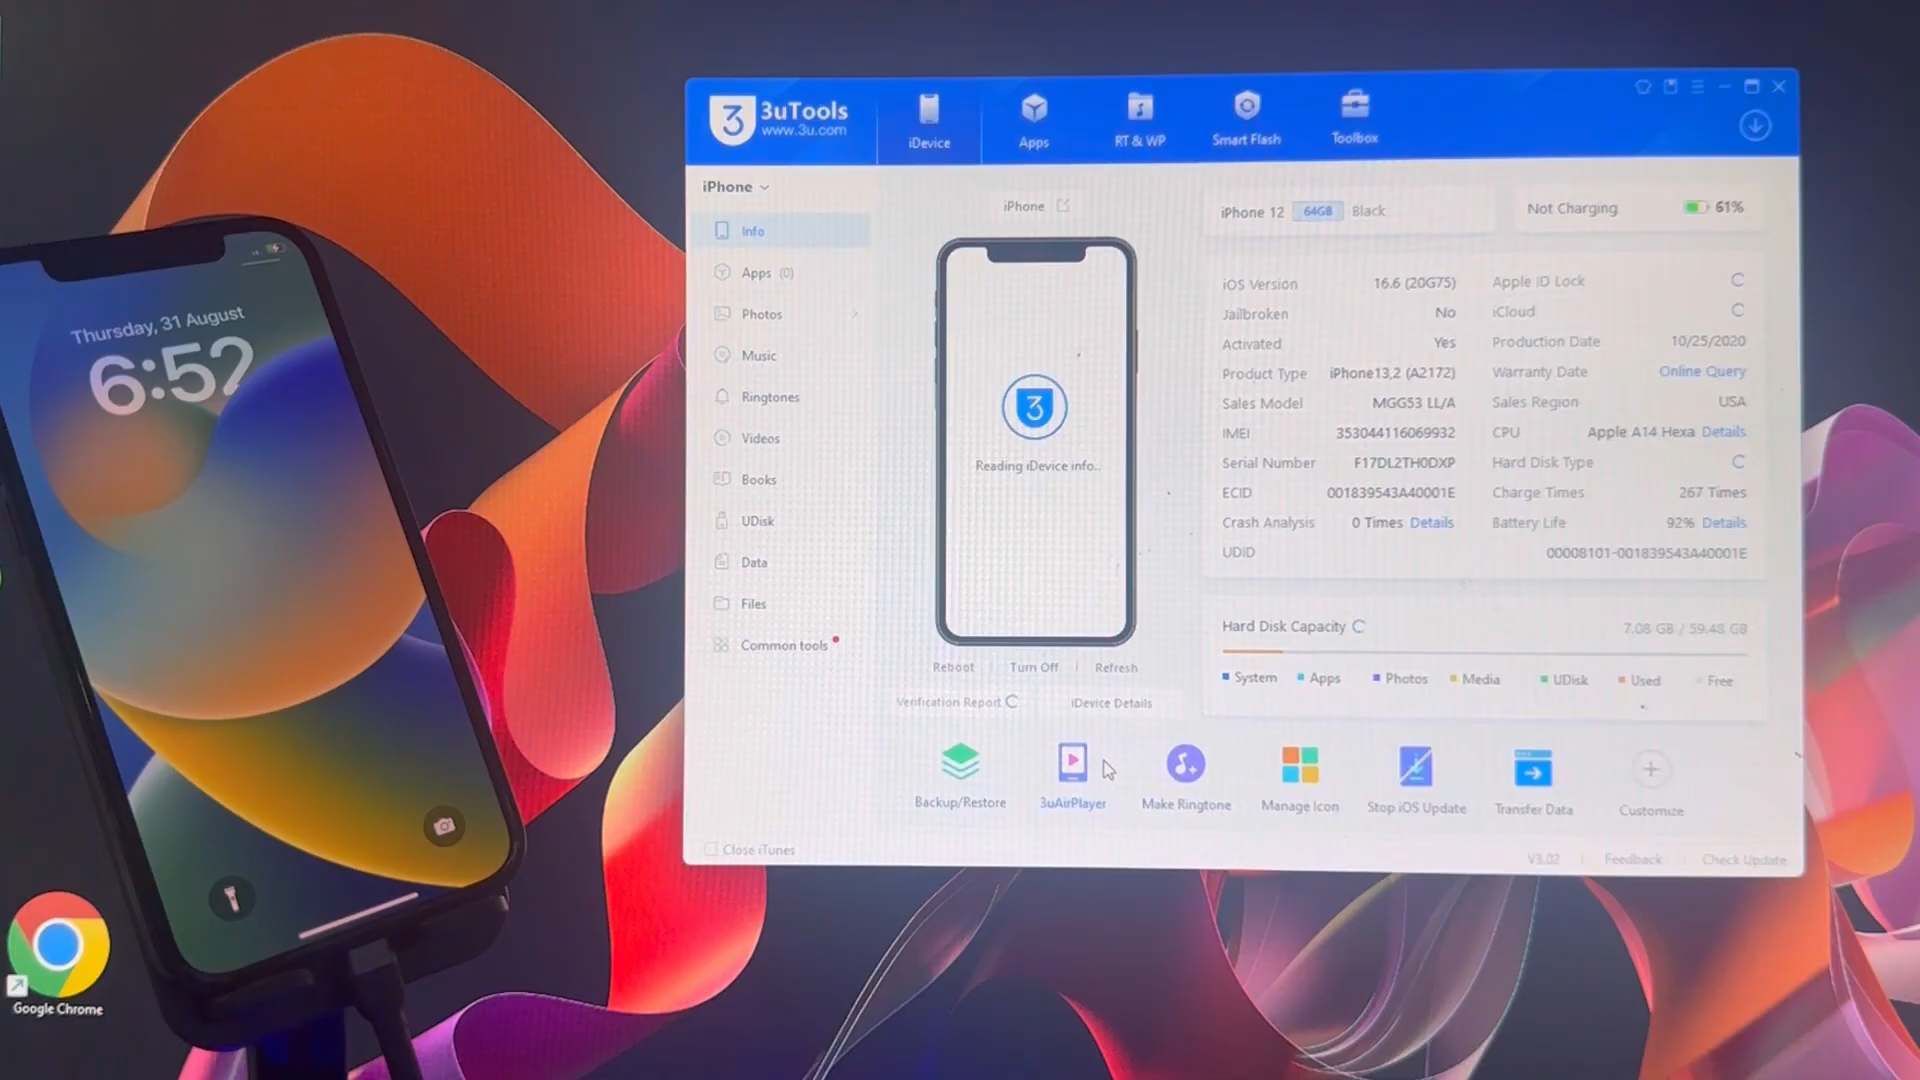 3uTools
www.3u.com
iDevice
Apps
RT & WP
Smart Flash
Toolbox
iPhone
Info
Apps (0)
Photos
Music
Ringtones
Videos
Books
UDisk
Data
Files
Common tools
Close iTunes
iPhone
3
Reading iDevice info..
Reboot
Turn Off
Refresh
Verification Report
iDevice Details
iPhone 12 64GB Black
Not Charging 61%
iOS Version 16.6 (20G75)
Jailbroken No
Activated Yes
Product Type iPhone13,2 (A2172)
Sales Model MGG53 LL/A
IMEI 353044116069932
Serial Number F17DL2TH0DXP
ECID 001839543A40001E
Crash Analysis 0 Times Details
UDID 00008101-001839543A40001E
Apple ID Lock
iCloud
Production Date 10/25/2020
Warranty Date Online Query
Sales Region USA
CPU Apple A14 Hexa Details
Hard Disk Type
Charge Times 267 Times
Battery Life 92% Details
Hard Disk Capacity 7.08 GB / 59.48 GB
System Apps Photos Media UDisk Used Free
Backup/Restore
3uAirPlayer
Make Ringtone
Manage Icon
Stop iOS Update
Transfer Data
Customize
V3.02
Feedback
Check Update
Thursday, 31 August
6:52
Google Chrome